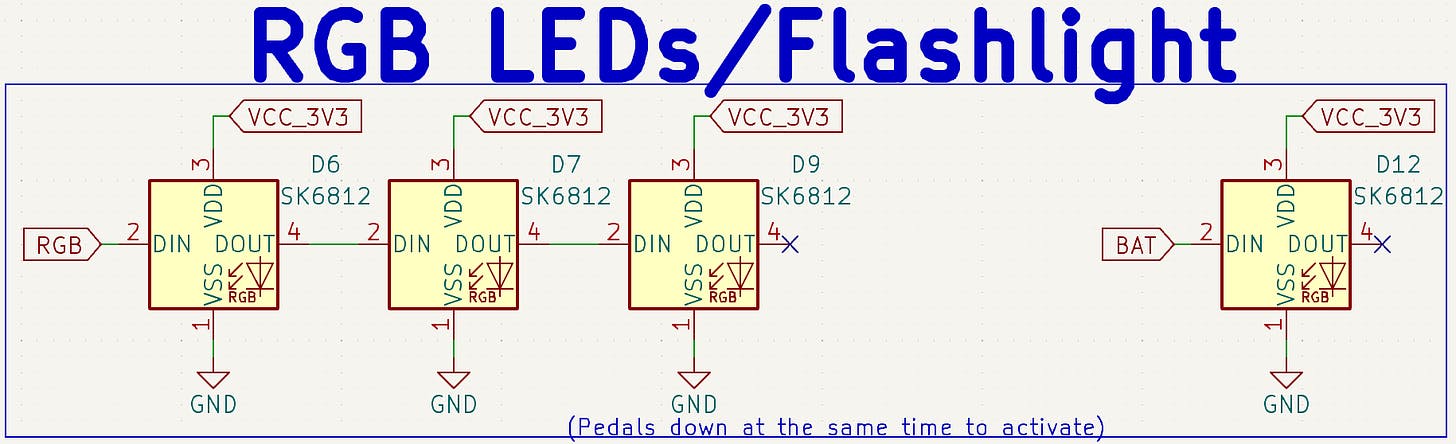 RGB LEDs/Flashlight
VCC_3V3 VCC_3V3 VCC_3V3 VCC_3V3
3 D6 3 D7 3 D9 3 D12
SK6812 SK6812 SK6812 SK6812
VDD VDD VDD VDD
RGB 2 DIN DOUT 4 2 DIN DOUT 4 2 DIN DOUT 4 BAT 2 DIN DOUT 4
VSS VSS VSS VSS
RGB RGB RGB RGB
1 1 1 1
GND GND GND GND
(Pedals down at the same time to activate)